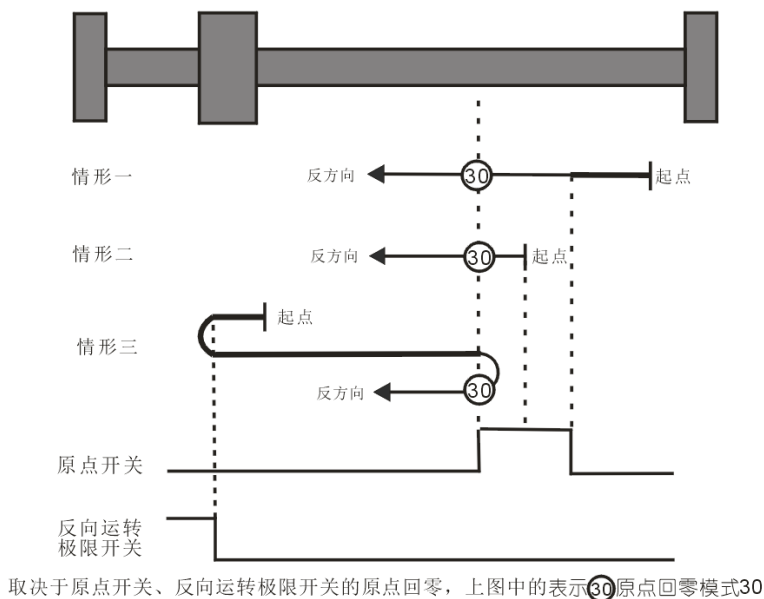 情形一 反方向 30 起点
情形二 反方向 30 起点
起点
情形三
反方向 30
原点开关
反向运转
极限开关
取决于原点开关、反向运转极限开关的原点回零，上图中的表示30原点回零模式30